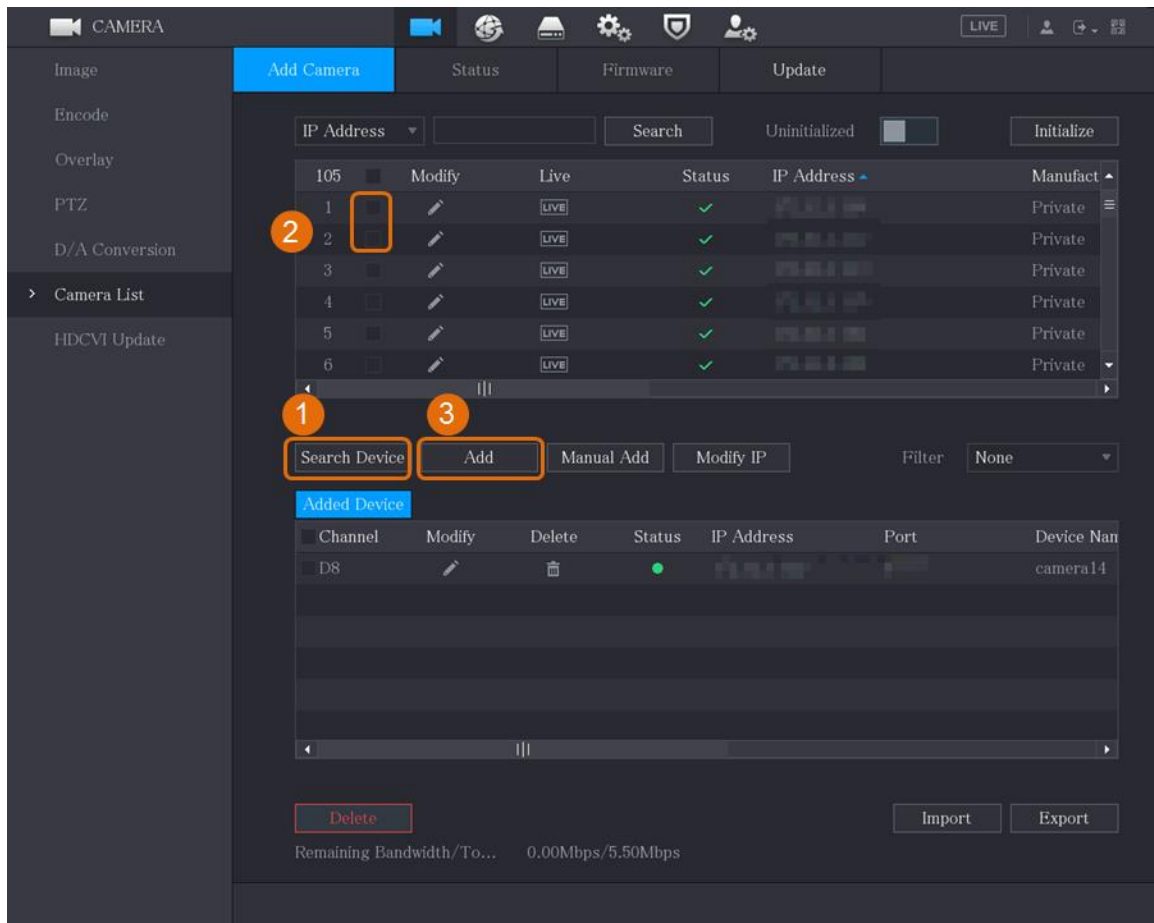 CAMERA LIVE
Image Add Camera Status Firmware Update
Encode
IP Address Search Uninitialized Initialize
Overlay
105 Modify Live Status IP Address Manufact
PTZ
1 LIVE Private
2
2 LIVE Private
D/A Conversion
3 LIVE Private
Camera List
4 LIVE Private
HDCVI Update
5 LIVE Private
6 LIVE Private
1 3
Search Device Add Manual Add Modify IP Filter None
Added Device
Channel Modify Delete Status IP Address Port Device Nam
D8 camera14
Delete Import Export
Remaining Bandwidth/To... 0.00Mbps/5.50Mbps